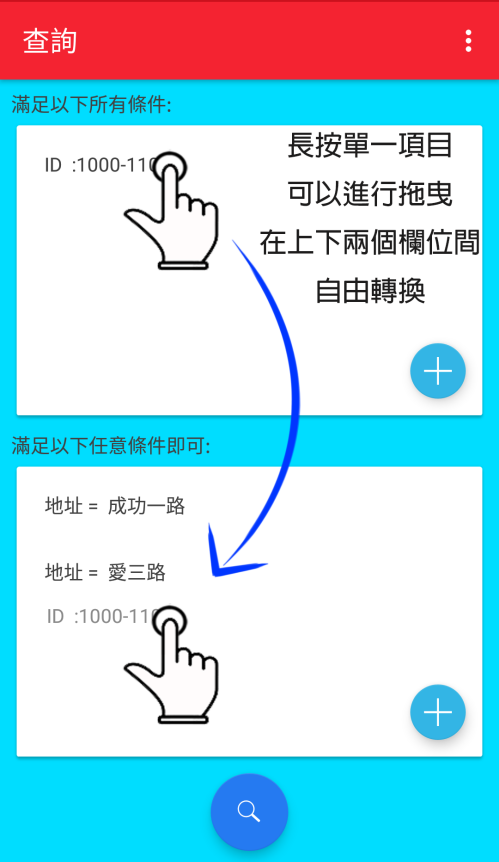 查詢
滿足以下所有條件:
ID :1000-110
長按單一項目
可以進行拖曳
在上下兩個欄位間
自由轉換
滿足以下任意條件即可:
地址 = 成功一路
地址 = 愛三路
ID :1000-110